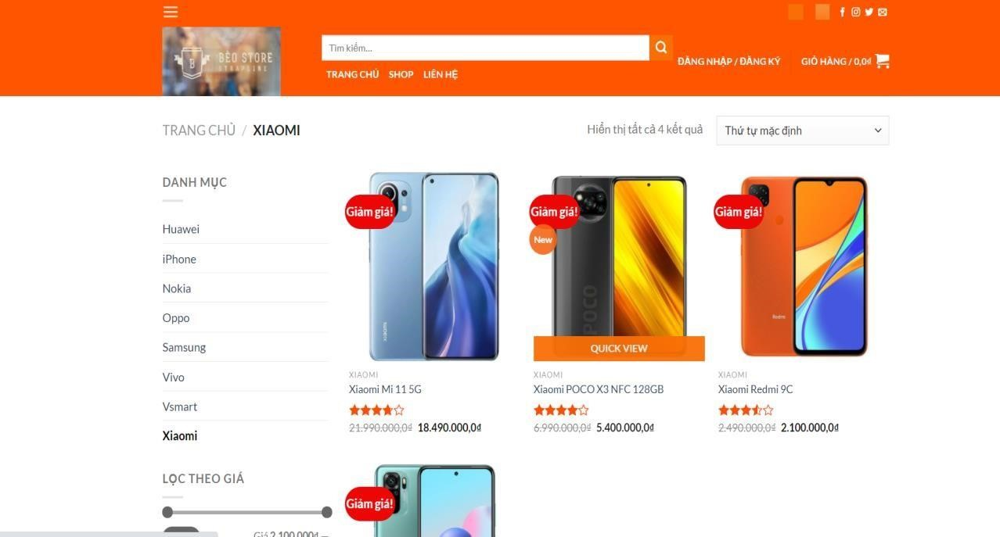 BÈO STORE
STRAPLINE
B
Tìm kiếm...
TRANG CHỦ SHOP LIÊN HỆ
ĐĂNG NHẬP / ĐĂNG KÝ
GIỎ HÀNG / 0,0₫
TRANG CHỦ / XIAOMI
Hiển thị tất cả 4 kết quả
Thứ tự mặc định
DANH MỤC
Huawei
iPhone
Nokia
Oppo
Samsung
Vivo
Vsmart
Xiaomi
LỌC THEO GIÁ
Giá 2.100.000₫ —
Giảm giá!
xiaomi
XIAOMI
Xiaomi Mi 11 5G
21.990.000,0₫ 18.490.000,0₫
Giảm giá!
New
POCO
QUICK VIEW
XIAOMI
Xiaomi POCO X3 NFC 128GB
6.990.000,0₫ 5.400.000,0₫
Giảm giá!
Redmi
XIAOMI
Xiaomi Redmi 9C
2.490.000,0₫ 2.100.000,0₫
Giảm giá!